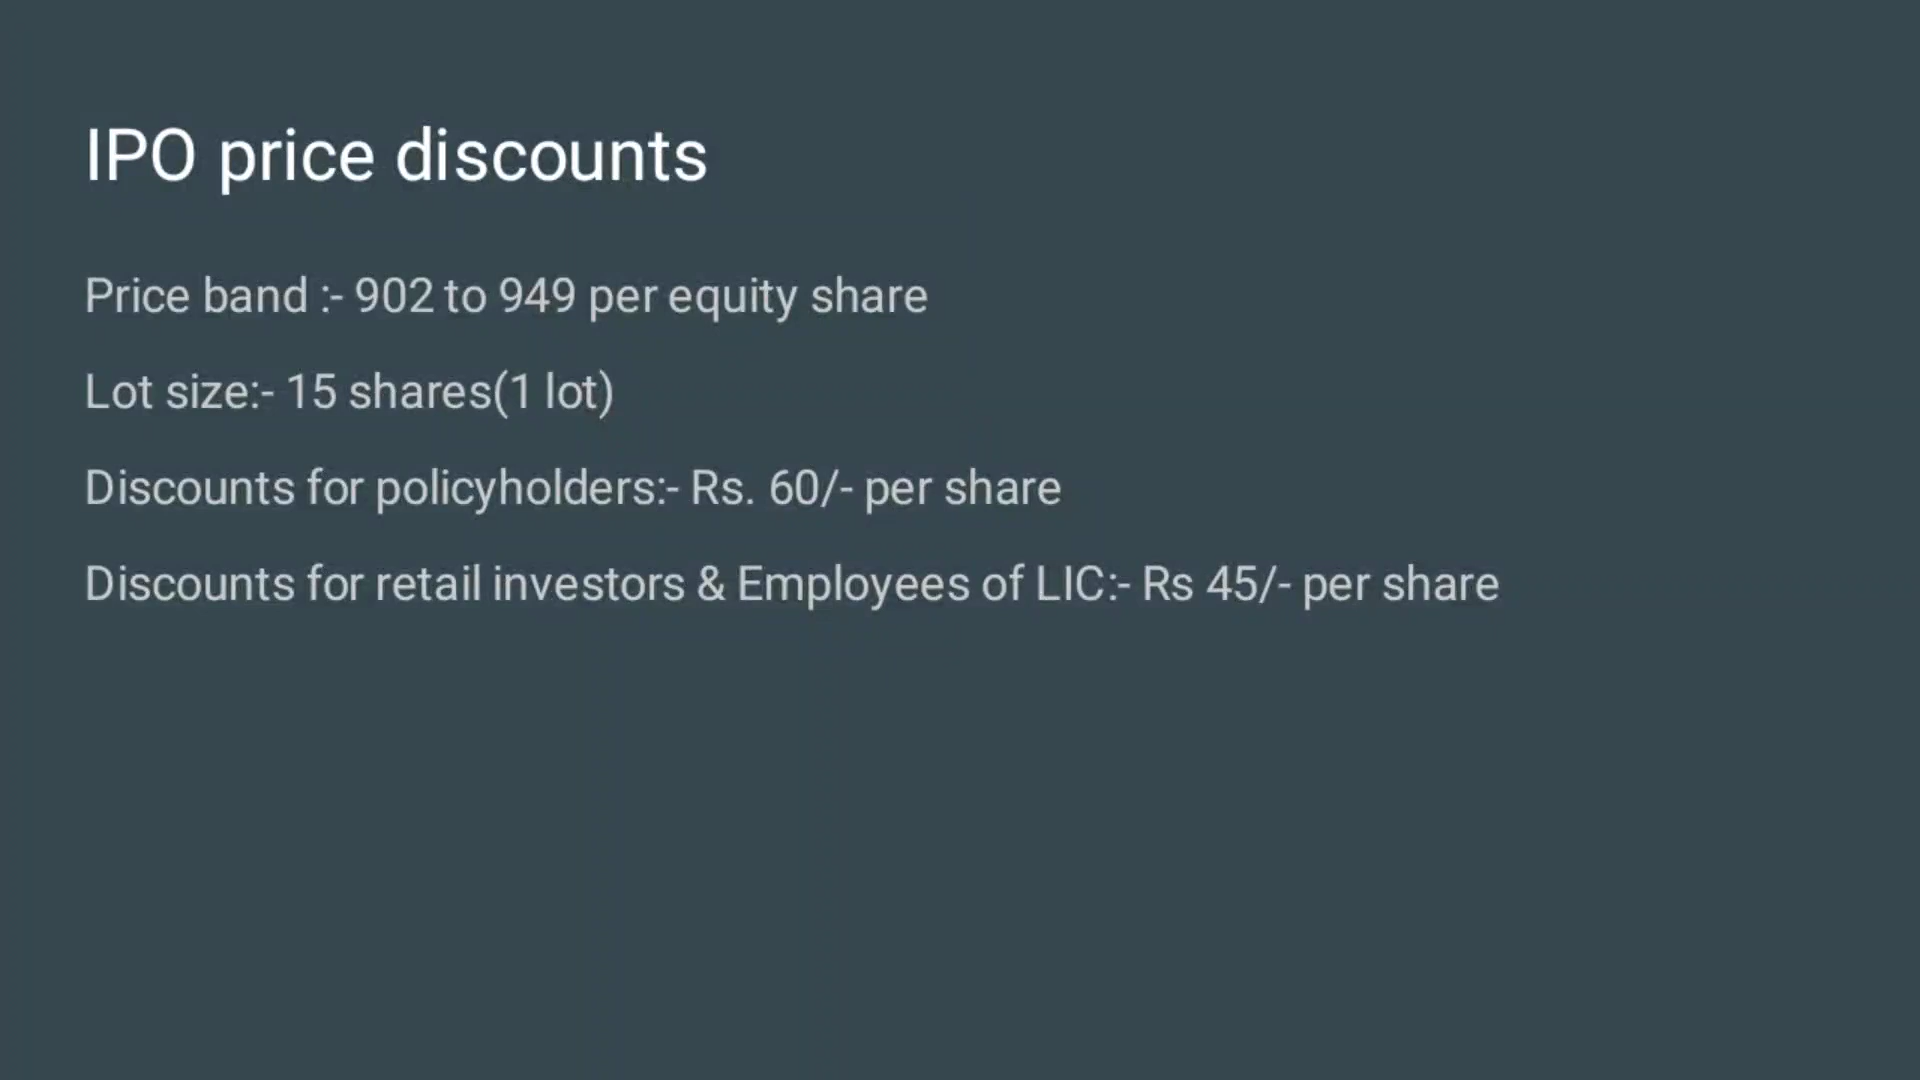 IPO price discounts
Price band :- 902 to 949 per equity share
Lot size:- 15 shares(1 lot)
Discounts for policyholders:- Rs. 60/- per share
Discounts for retail investors & Employees of LIC:- Rs 45/- per share